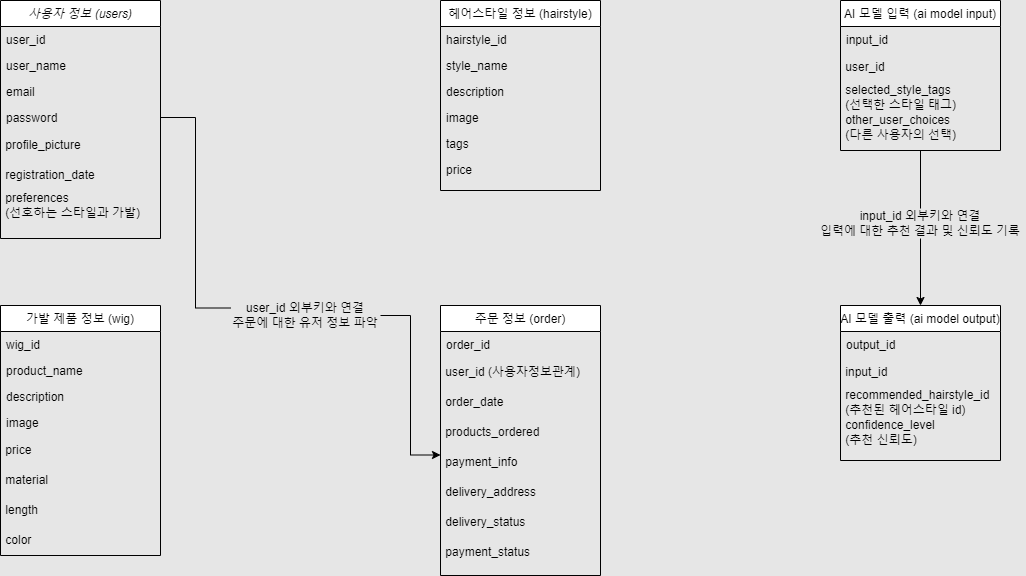 사용자 정보 (users)
user_id
user_name
email
password
profile_picture
registration_date
preferences
(선호하는 스타일과 가발)
헤어스타일 정보 (hairstyle)
hairstyle_id
style_name
description
image
tags
price
AI 모델 입력 (ai model input)
input_id
user_id
selected_style_tags
(선택한 스타일 태그)
other_user_choices
(다른 사용자의 선택)
input_id 외부키와 연결
입력에 대한 추천 결과 및 신뢰도 기록
user_id 외부키와 연결
주문에 대한 유저 정보 파악
가발 제품 정보 (wig)
wig_id
product_name
description
image
price
material
length
color
주문 정보 (order)
order_id
user_id (사용자정보관계)
order_date
products_ordered
payment_info
delivery_address
delivery_status
payment_status
AI 모델 출력 (ai model output)
output_id
input_id
recommended_hairstyle_id
(추천된 헤어스타일 id)
confidence_level
(추천 신뢰도)